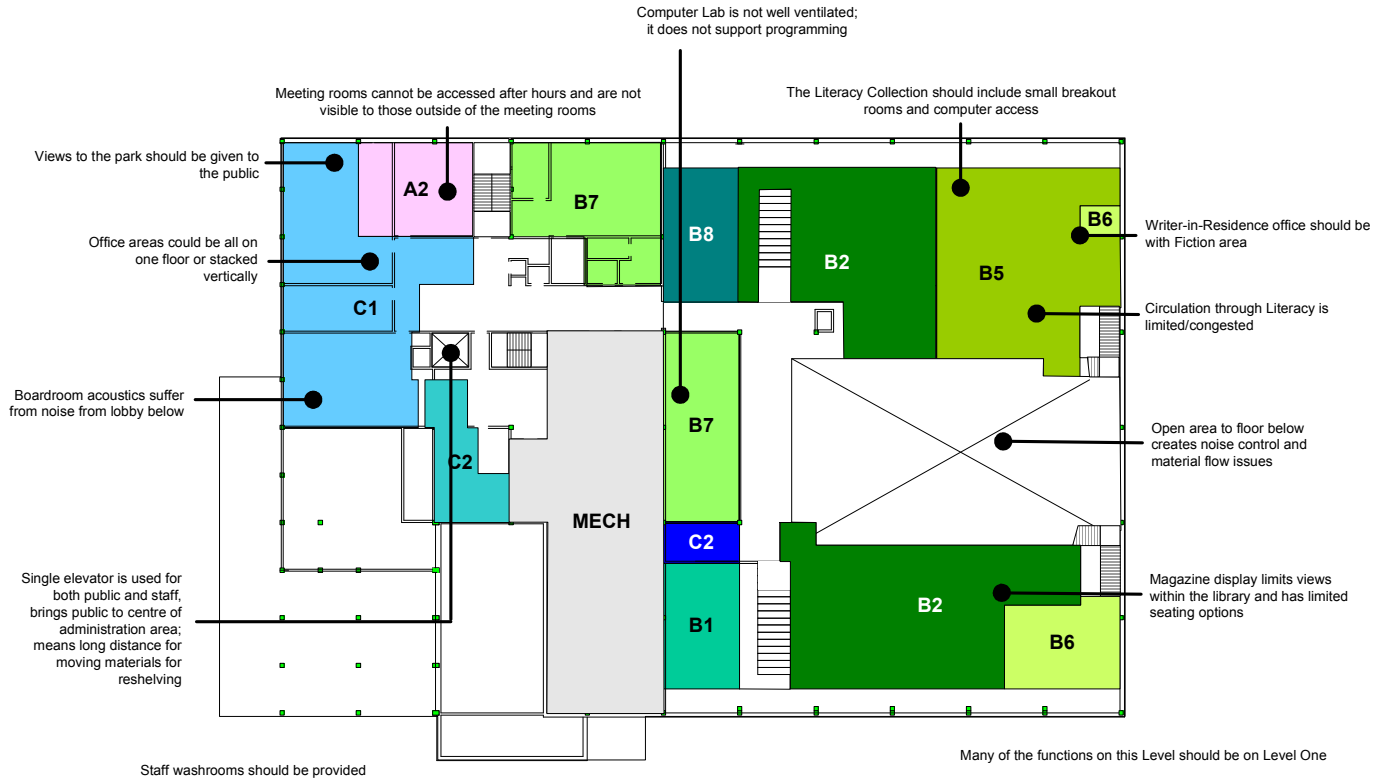 Computer Lab is not well ventilated;
it does not support programming
Meeting rooms cannot be accessed after hours and are not
visible to those outside of the meeting rooms
The Literacy Collection should include small breakout
rooms and computer access
Views to the park should be given to
the public
A2
B7
B8
B2
B5
B6
Writer-in-Residence office should be
with Fiction area
Office areas could be all on
one floor or stacked
vertically
C1
Circulation through Literacy is
limited/congested
Boardroom acoustics suffer
from noise from lobby below
B7
Open area to floor below
creates noise control and
material flow issues
C2
MECH
C2
Single elevator is used for
both public and staff,
brings public to centre of
administration area;
means long distance for
moving materials for
reshelving
B1
B2
B6
Magazine display limits views
within the library and has limited
seating options
Staff washrooms should be provided
Many of the functions on this Level should be on Level One